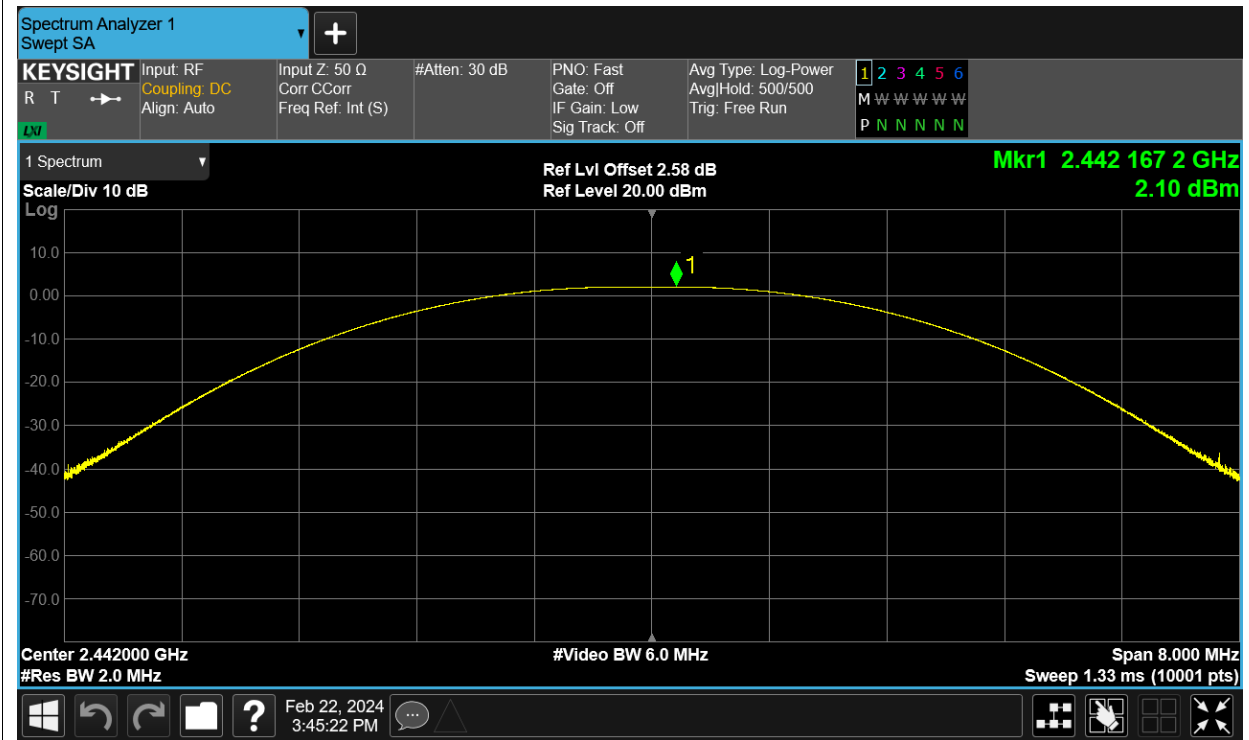 Spectrum Analyzer 1
Swept SA
KEYSIGHT
R T
LXI
Input: RF
Coupling: DC
Align: Auto
Input Z: 50 Ω
Corr CCorr
Freq Ref: Int (S)
#Atten: 30 dB
PNO: Fast
Gate: Off
IF Gain: Low
Sig Track: Off
Avg Type: Log-Power
Avg|Hold: 500/500
Trig: Free Run
1 2 3 4 5 6
M W W W W W
P N N N N N
1 Spectrum
Scale/Div 10 dB
Log
Ref Lvl Offset 2.58 dB
Ref Level 20.00 dBm
Mkr1 2.442 167 2 GHz
2.10 dBm
10.0
0.00
-10.0
-20.0
-30.0
-40.0
-50.0
-60.0
-70.0
1
Center 2.442000 GHz
#Res BW 2.0 MHz
#Video BW 6.0 MHz
Span 8.000 MHz
Sweep 1.33 ms (10001 pts)
?
Feb 22, 2024
3:45:22 PM